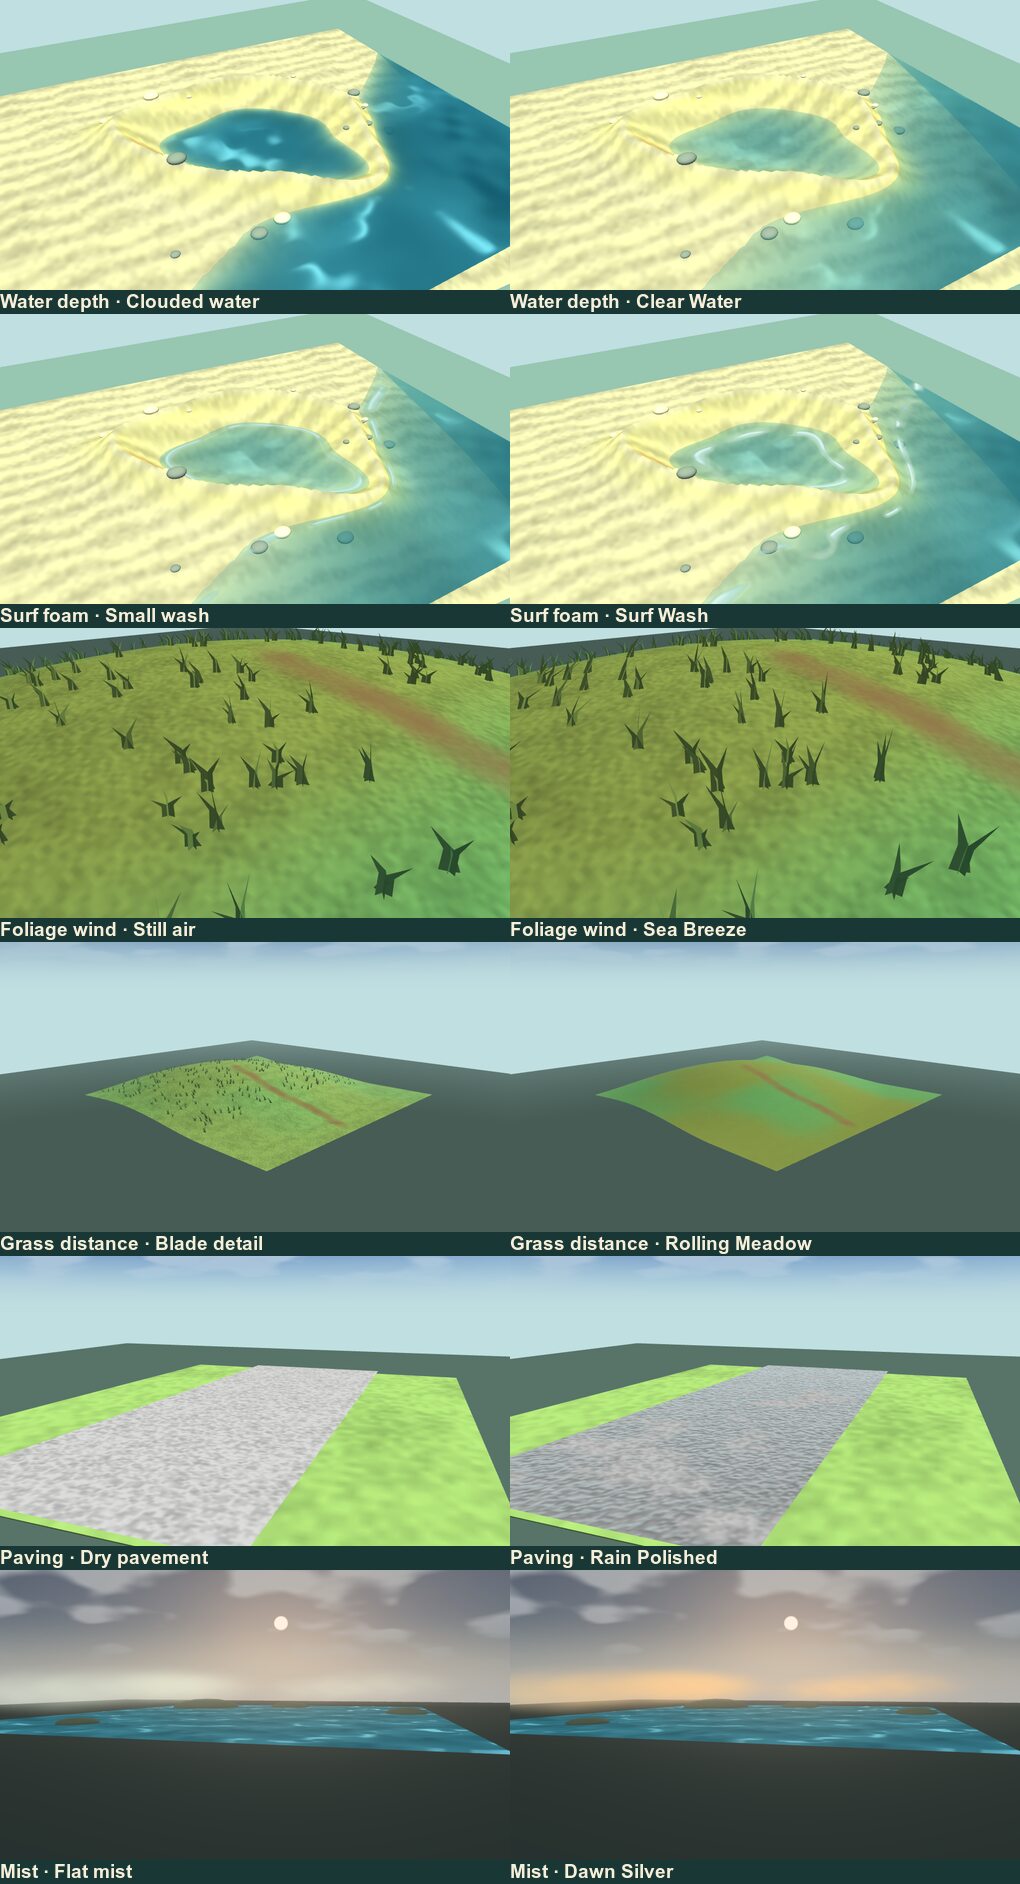 Water depth · Clouded water
Water depth · Clear Water
Surf foam · Small wash
Surf foam · Surf Wash
Foliage wind · Still air
Foliage wind · Sea Breeze
Grass distance · Blade detail
Grass distance · Rolling Meadow
Paving · Dry pavement
Paving · Rain Polished
Mist · Flat mist
Mist · Dawn Silver